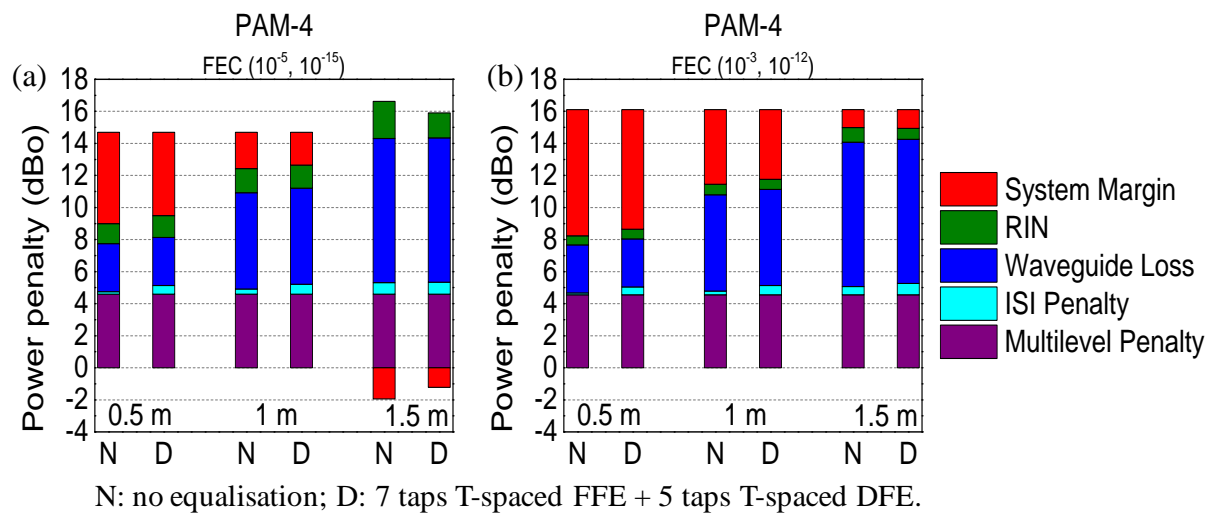 PAM-4
FEC (10⁻⁵, 10⁻¹⁵)
(a)
Power penalty (dBo)
18
16
14
12
10
8
6
4
2
0
-2
-4
0.5 m
1 m
1.5 m
N D N D N D
PAM-4
FEC (10⁻³, 10⁻¹²)
(b)
Power penalty (dBo)
18
16
14
12
10
8
6
4
2
0
-2
-4
0.5 m
1 m
1.5 m
N D N D N D
System Margin
RIN
Waveguide Loss
ISI Penalty
Multilevel Penalty
N: no equalisation; D: 7 taps T-spaced FFE + 5 taps T-spaced DFE.